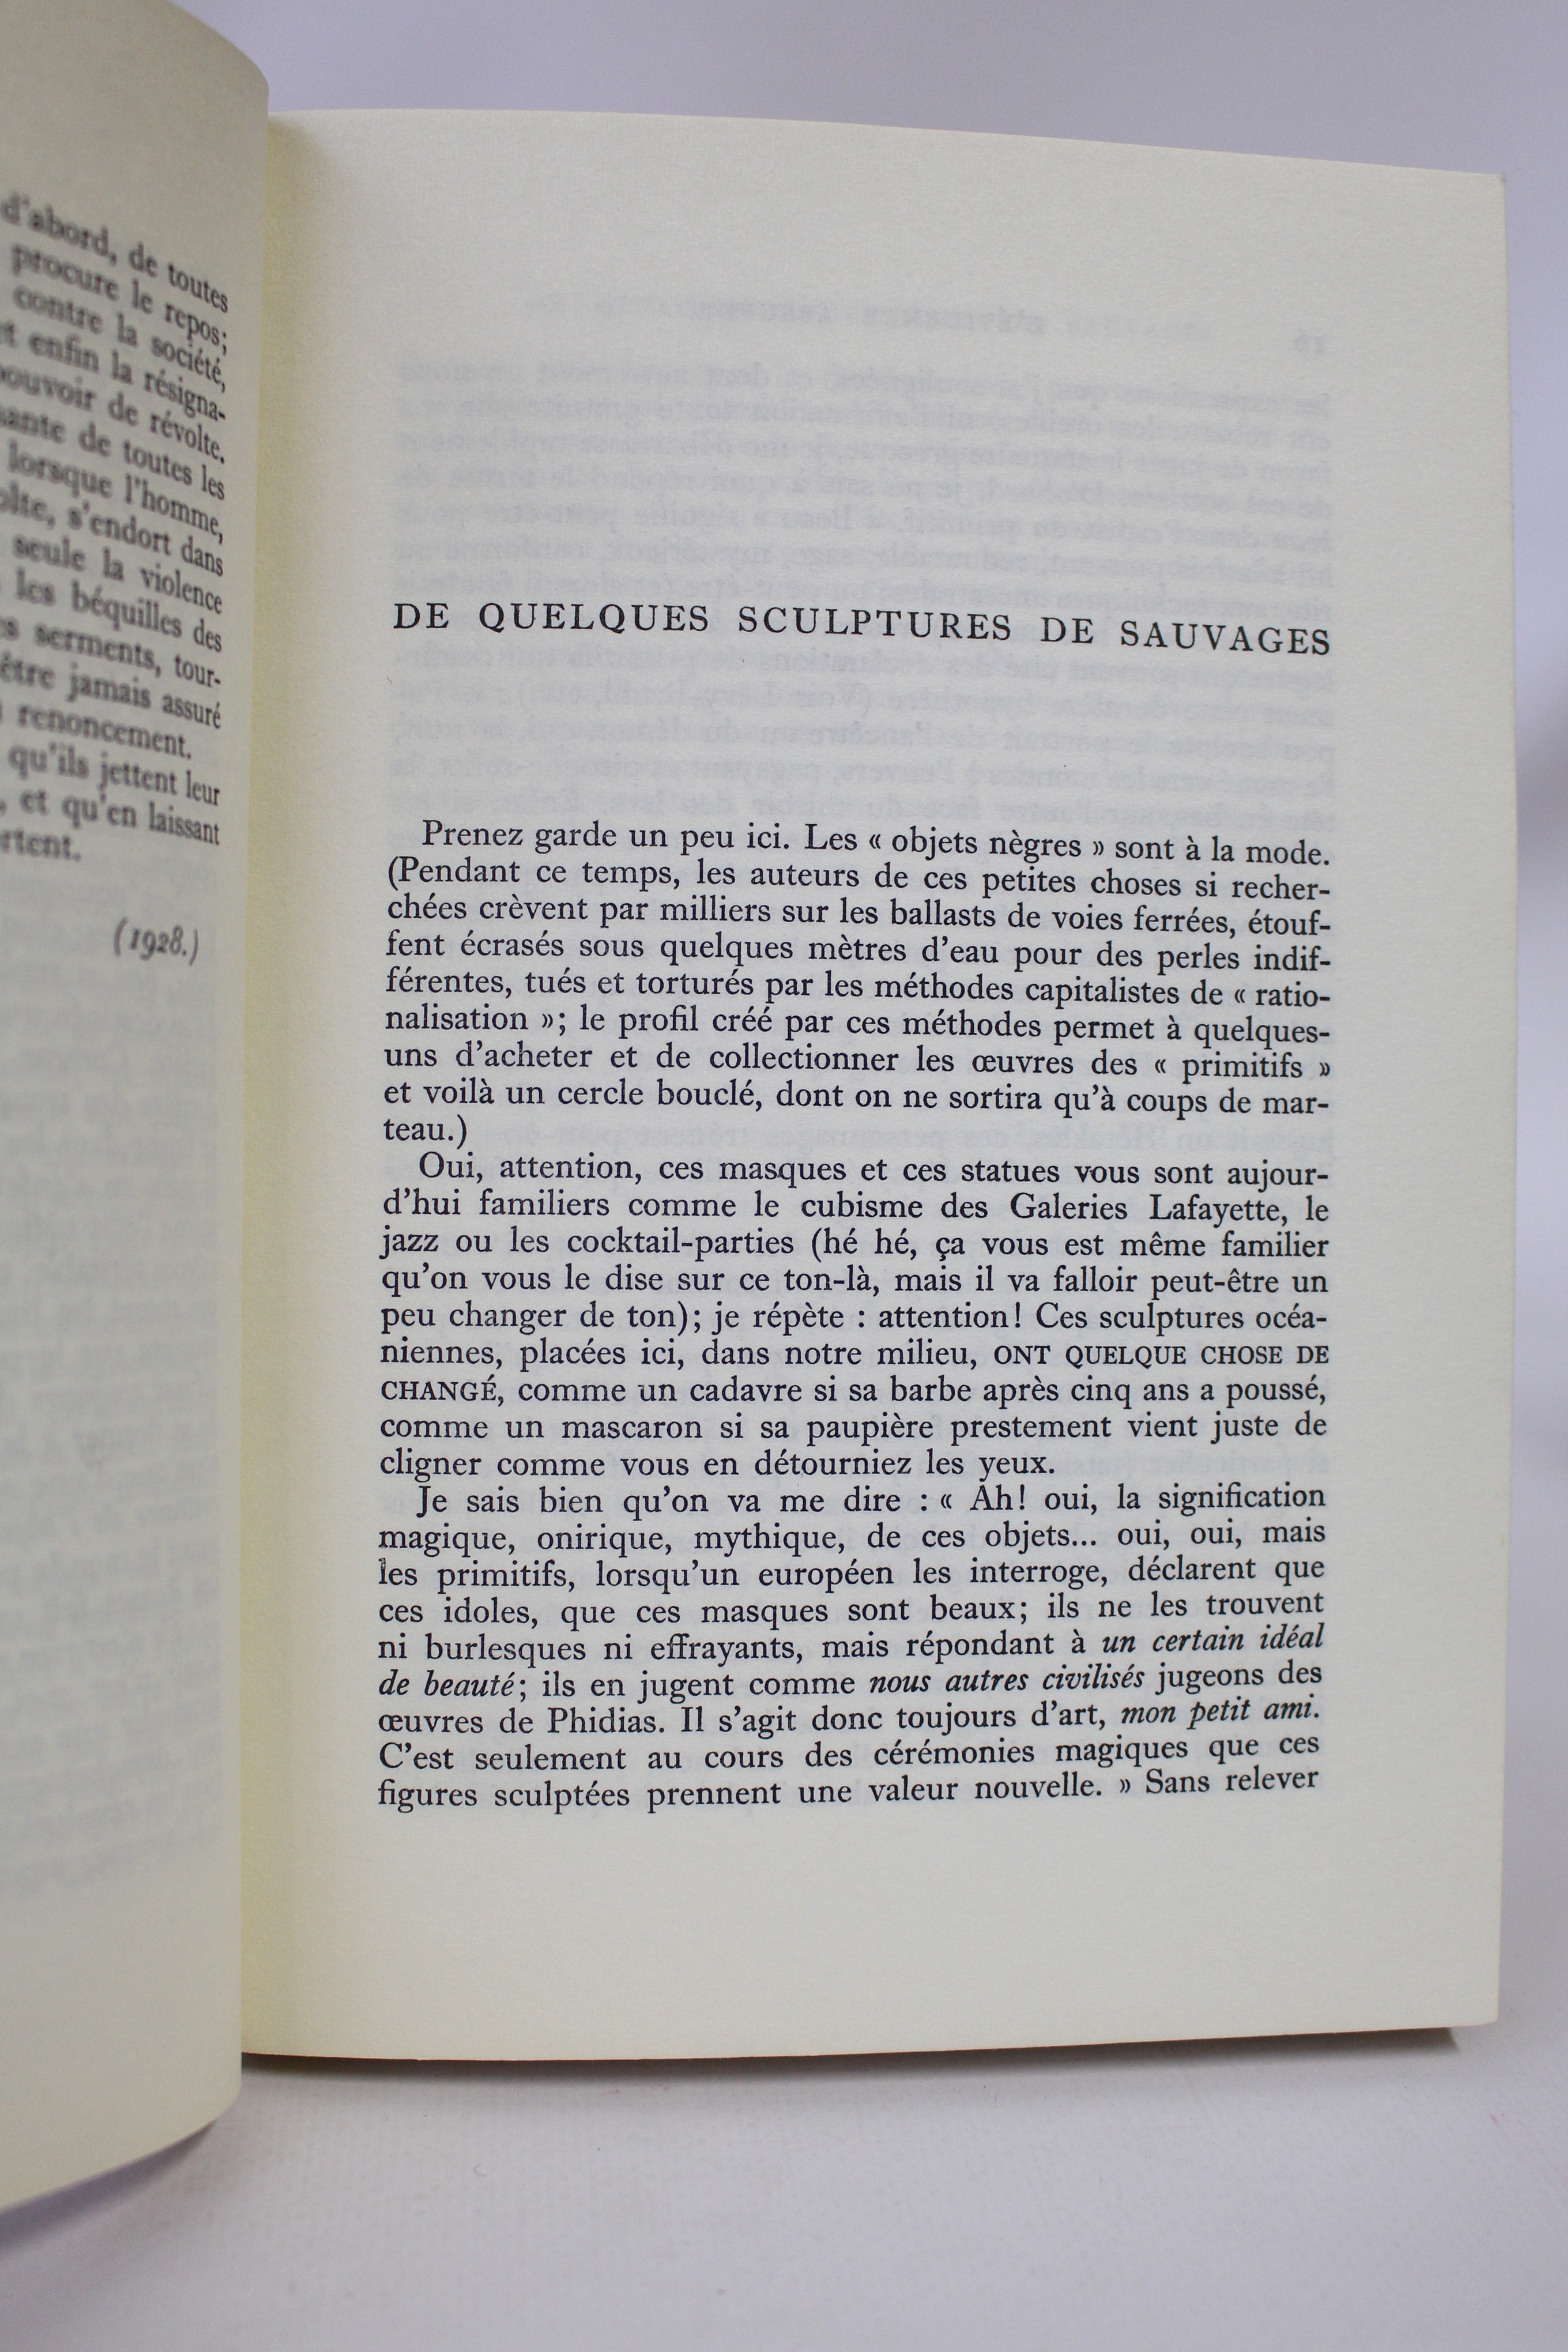 d'abord, de toutes
procure le repos;
contre la société,
et enfin la résigna-
pouvoir de révolte.
de toutes les
lorsque l'homme,
s'endort dans
seule la violence
les béquilles des
serments, tour-
être jamais assuré
renoncement.
qu'ils jettent leur
, et qu'en laissant
(1928.)
DE QUELQUES SCULPTURES DE SAUVAGES
Prenez garde un peu ici. Les « objets nègres » sont à la mode.
(Pendant ce temps, les auteurs de ces petites choses si recher-
chées crèvent par milliers sur les ballasts de voies ferrées, étouf-
fent écrasés sous quelques mètres d'eau pour des perles indif-
férentes, tués et torturés par les méthodes capitalistes de « ratio-
nalisation »; le profil créé par ces méthodes permet à quelques-
uns d'acheter et de collectionner les œuvres des « primitifs »
et voilà un cercle bouclé, dont on ne sortira qu'à coups de mar-
teau.)
Oui, attention, ces masques et ces statues vous sont aujour-
d'hui familiers comme le cubisme des Galeries Lafayette, le
jazz ou les cocktail-parties (hé hé, ça vous est même familier
qu'on vous le dise sur ce ton-là, mais il va falloir peut-être un
peu changer de ton); je répète : attention! Ces sculptures océa-
niennes, placées ici, dans notre milieu, ONT QUELQUE CHOSE DE
CHANGÉ, comme un cadavre si sa barbe après cinq ans a poussé,
comme un mascaron si sa paupière prestement vient juste de
cligner comme vous en détourniez les yeux.
Je sais bien qu'on va me dire : « Ah! oui, la signification
magique, onirique, mythique, de ces objets... oui, oui, mais
les primitifs, lorsqu'un européen les interroge, déclarent que
ces idoles, que ces masques sont beaux; ils ne les trouvent
ni burlesques ni effrayants, mais répondant à un certain idéal
de beauté; ils en jugent comme nous autres civilisés jugeons des
œuvres de Phidias. Il s'agit donc toujours d'art, mon petit ami.
C'est seulement au cours des cérémonies magiques que ces
figures sculptées prennent une valeur nouvelle. » Sans relever